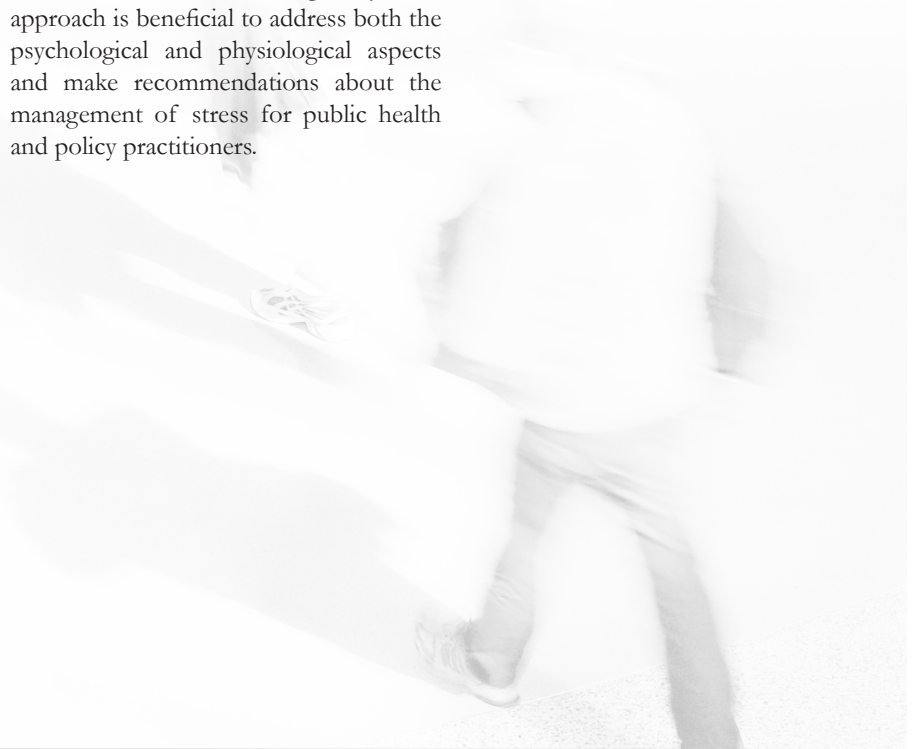 approach is beneficial to address both the
psychological and physiological aspects
and make recommendations about the
management of stress for public health
and policy practitioners.